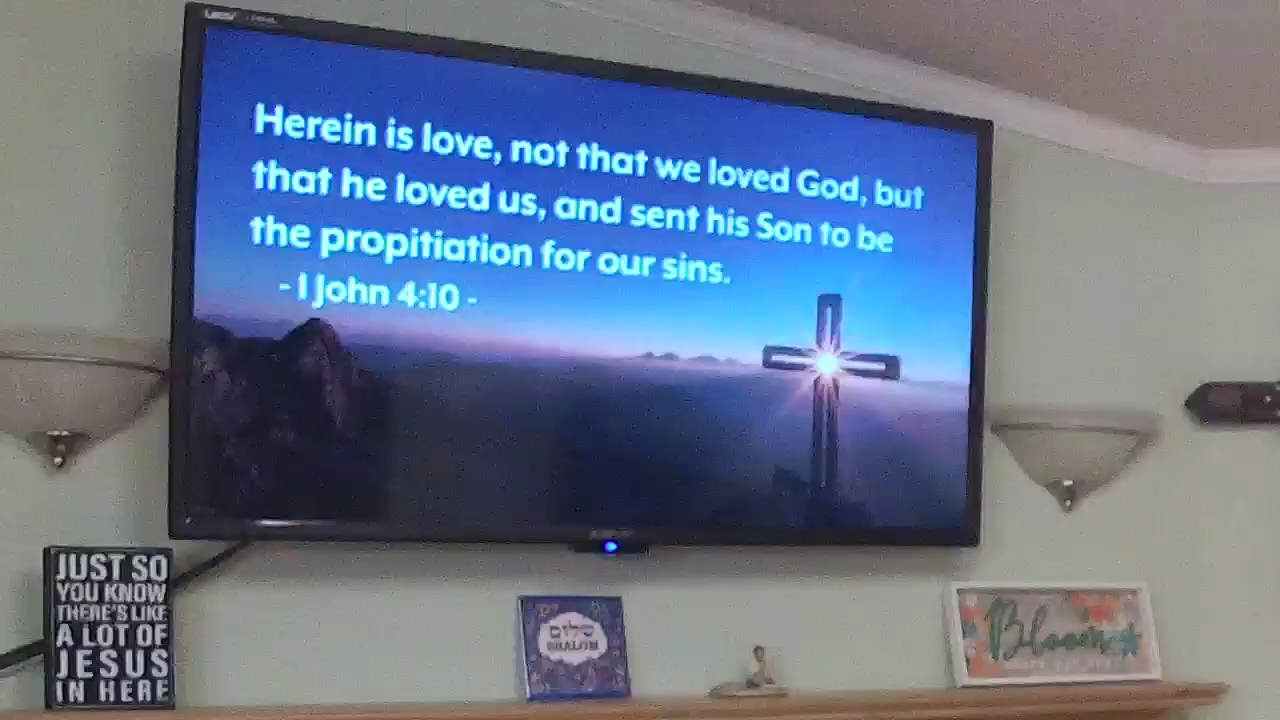 Herein is love, not that we loved God, but
that he loved us, and sent his Son to be
the propitiation for our sins.
- I John 4:10 -
JUST SO
YOU KNOW
THERE'S LIKE
A LOT OF
JESUS
IN HERE
שלום
SHALOM
Bloom